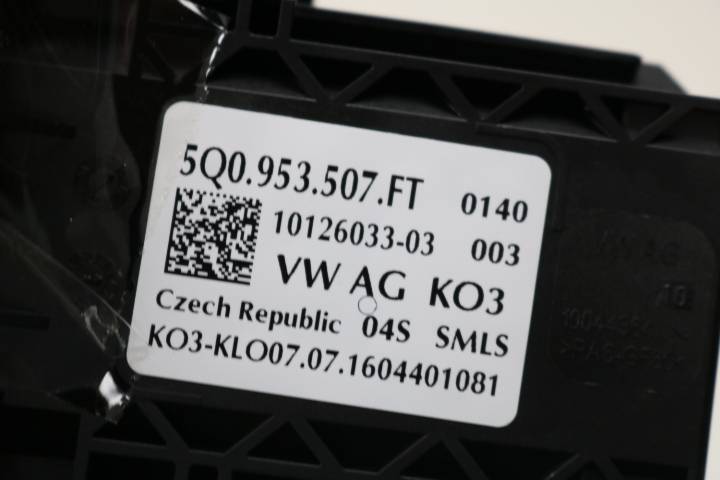 5Q0.953.507.FT 0140
10126033-03 003
VW AG KO3
Czech Republic 04S SMLS
KO3-KLO07.07.1604401081
10